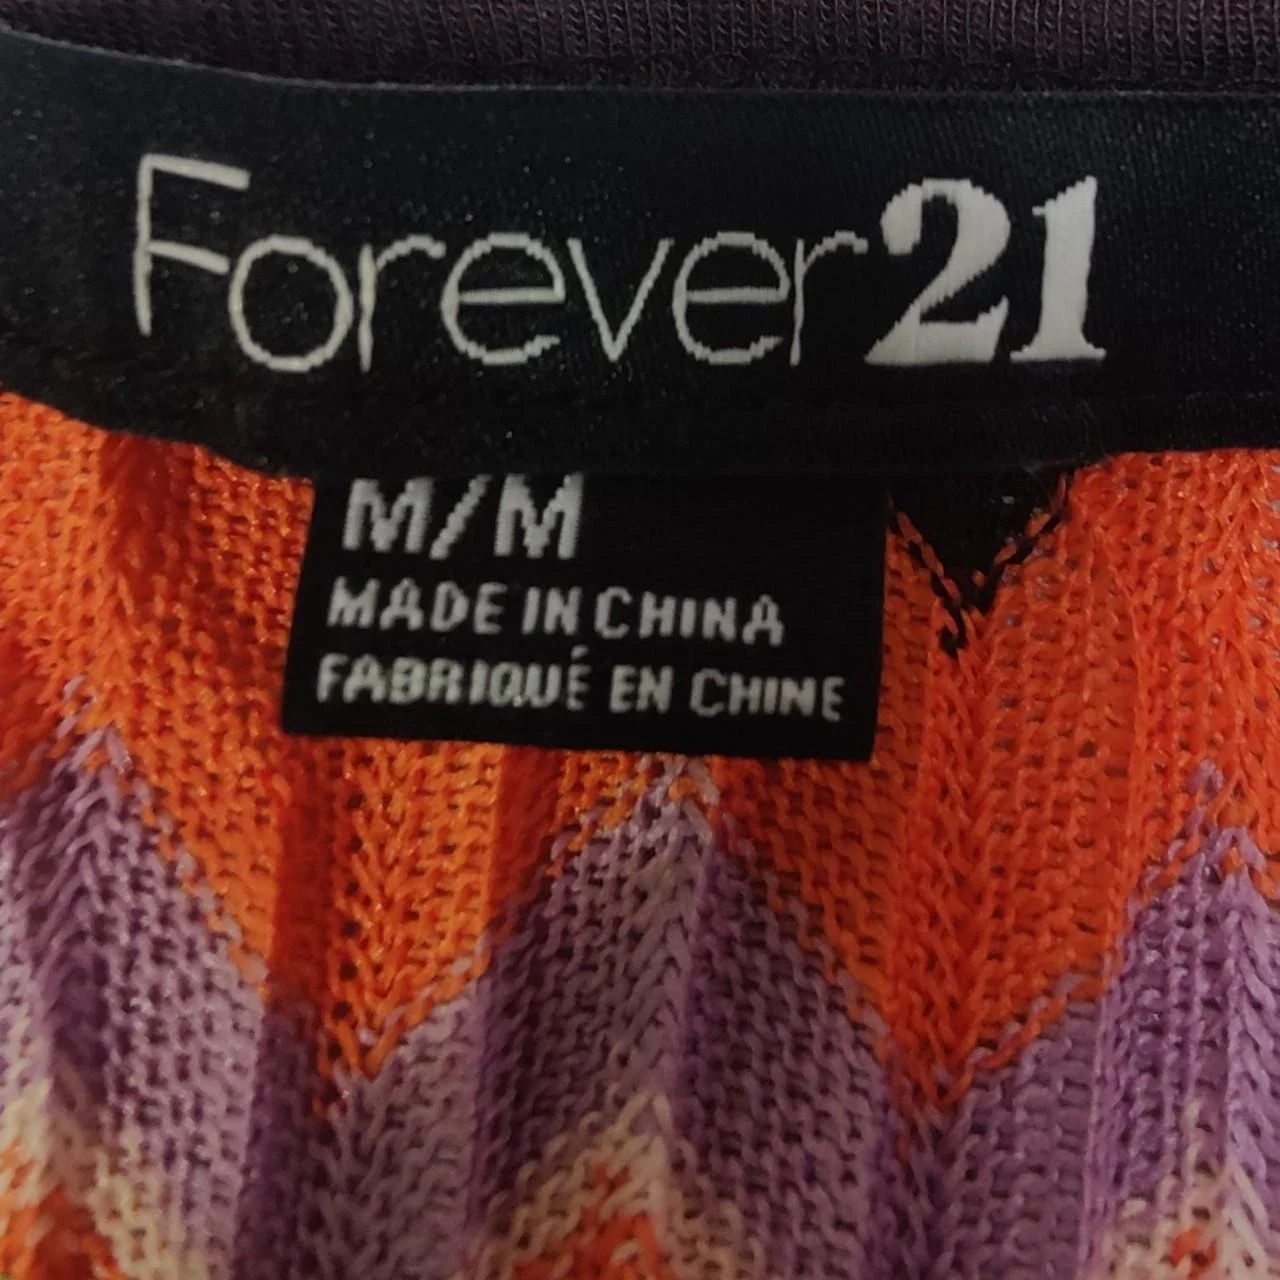 Forever21
M/M
MADE IN CHINA
FABRIQUÉ EN CHINE